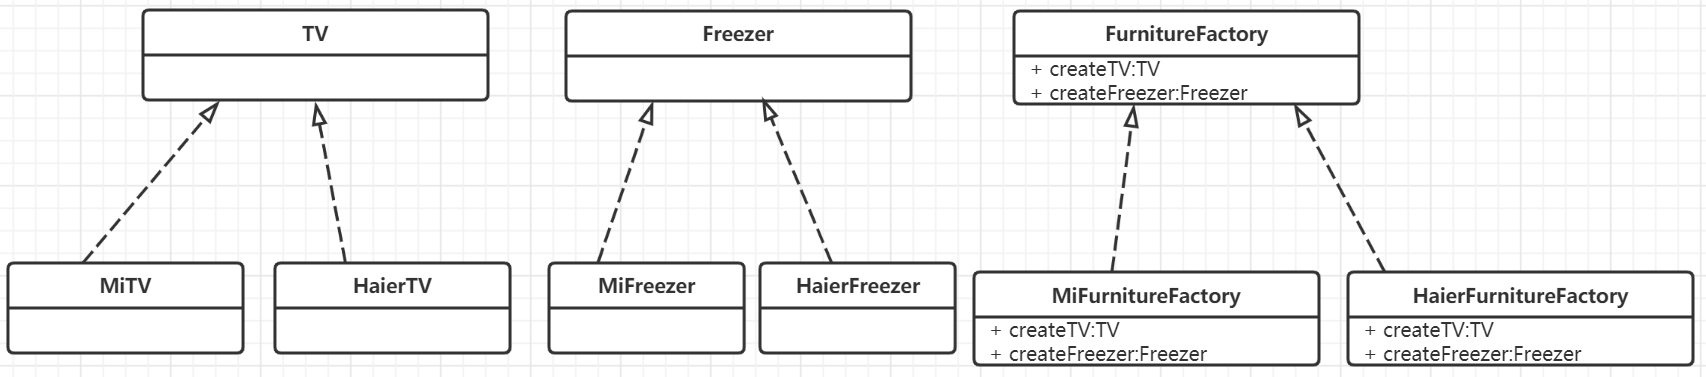 TV
Freezer
FurnitureFactory
+ createTV:TV
+ createFreezer:Freezer
MiTV
HaierTV
MiFreezer
HaierFreezer
MiFurnitureFactory
+ createTV:TV
+ createFreezer:Freezer
HaierFurnitureFactory
+ createTV:TV
+ createFreezer:Freezer